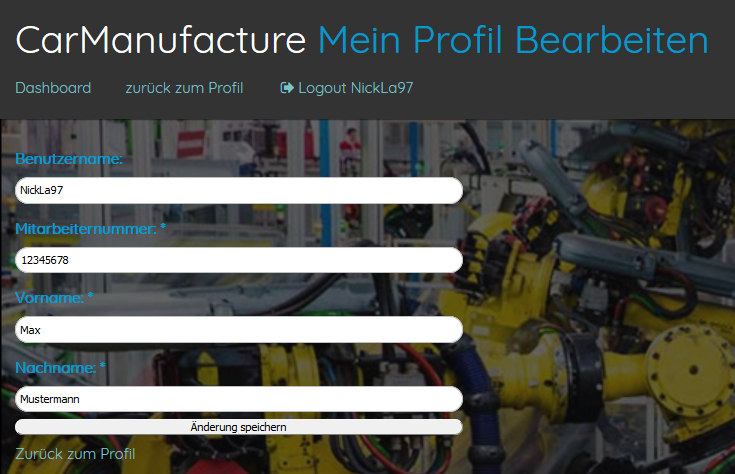 CarManufacture Mein Profil Bearbeiten
Dashboard zurück zum Profil Logout NickLa97
Benutzername:
NickLa97
Mitarbeiternummer: *
12345678
Vorname: *
Max
Nachname: *
Mustermann
Änderung speichern
Zurück zum Profil